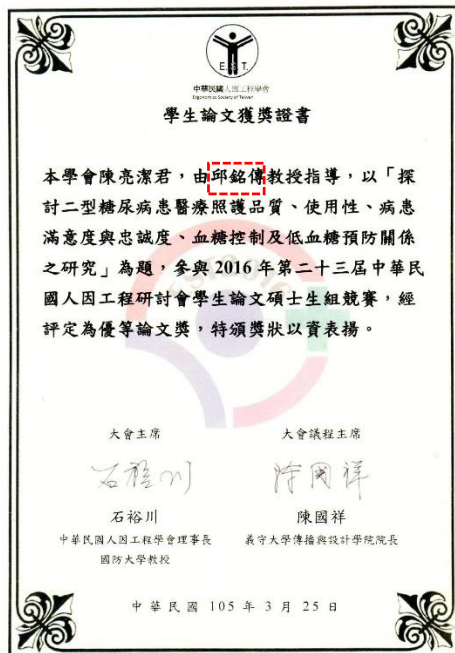 E.S.T.
中華民國人因工程學會
Ergonomics Society of Taiwan
學生論文獲獎證書
本學會陳亮潔君，由邱銘傳教授指導，以「探
討二型糖尿病患醫療照護品質、使用性、病患
滿意度與忠誠度、血糖控制及低血糖預防關係
之研究」為題，參與 2016 年第二十三屆中華民
國人因工程研討會學生論文碩士生組競賽，經
評定為優等論文獎，特頒獎狀以資表揚。
大會主席
大會議程主席
石裕川
陳國祥
石裕川
陳國祥
中華民國人因工程學會理事長
義守大學傳播與設計學院院長
國防大學教授
中華民國 105 年 3 月 25 日